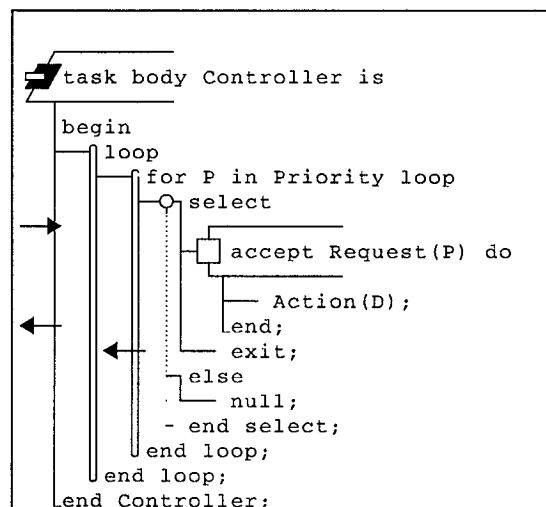 task body Controller is
begin
loop
for P in Priority loop
select
accept Request(P) do
Action(D);
end;
exit;
else
null;
end select;
end loop;
end loop;
end Controller;